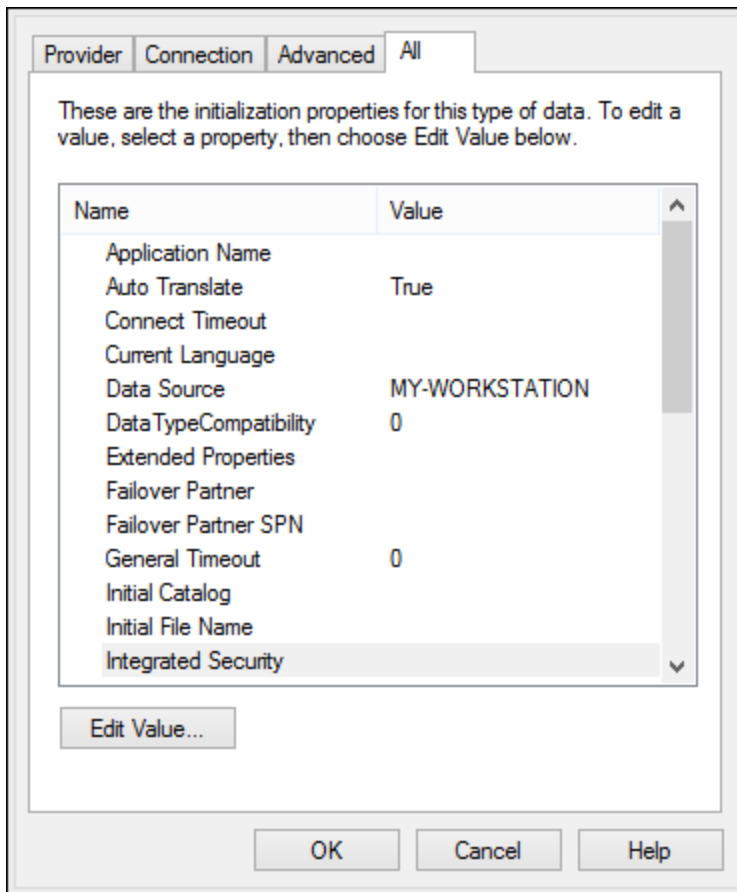 Provider Connection Advanced All
These are the initialization properties for this type of data. To edit a
value, select a property, then choose Edit Value below.
Name Value
Application Name
Auto Translate True
Connect Timeout
Current Language
Data Source MY-WORKSTATION
DataTypeCompatibility 0
Extended Properties
Failover Partner
Failover Partner SPN
General Timeout 0
Initial Catalog
Initial File Name
Integrated Security
Edit Value...
OK Cancel Help